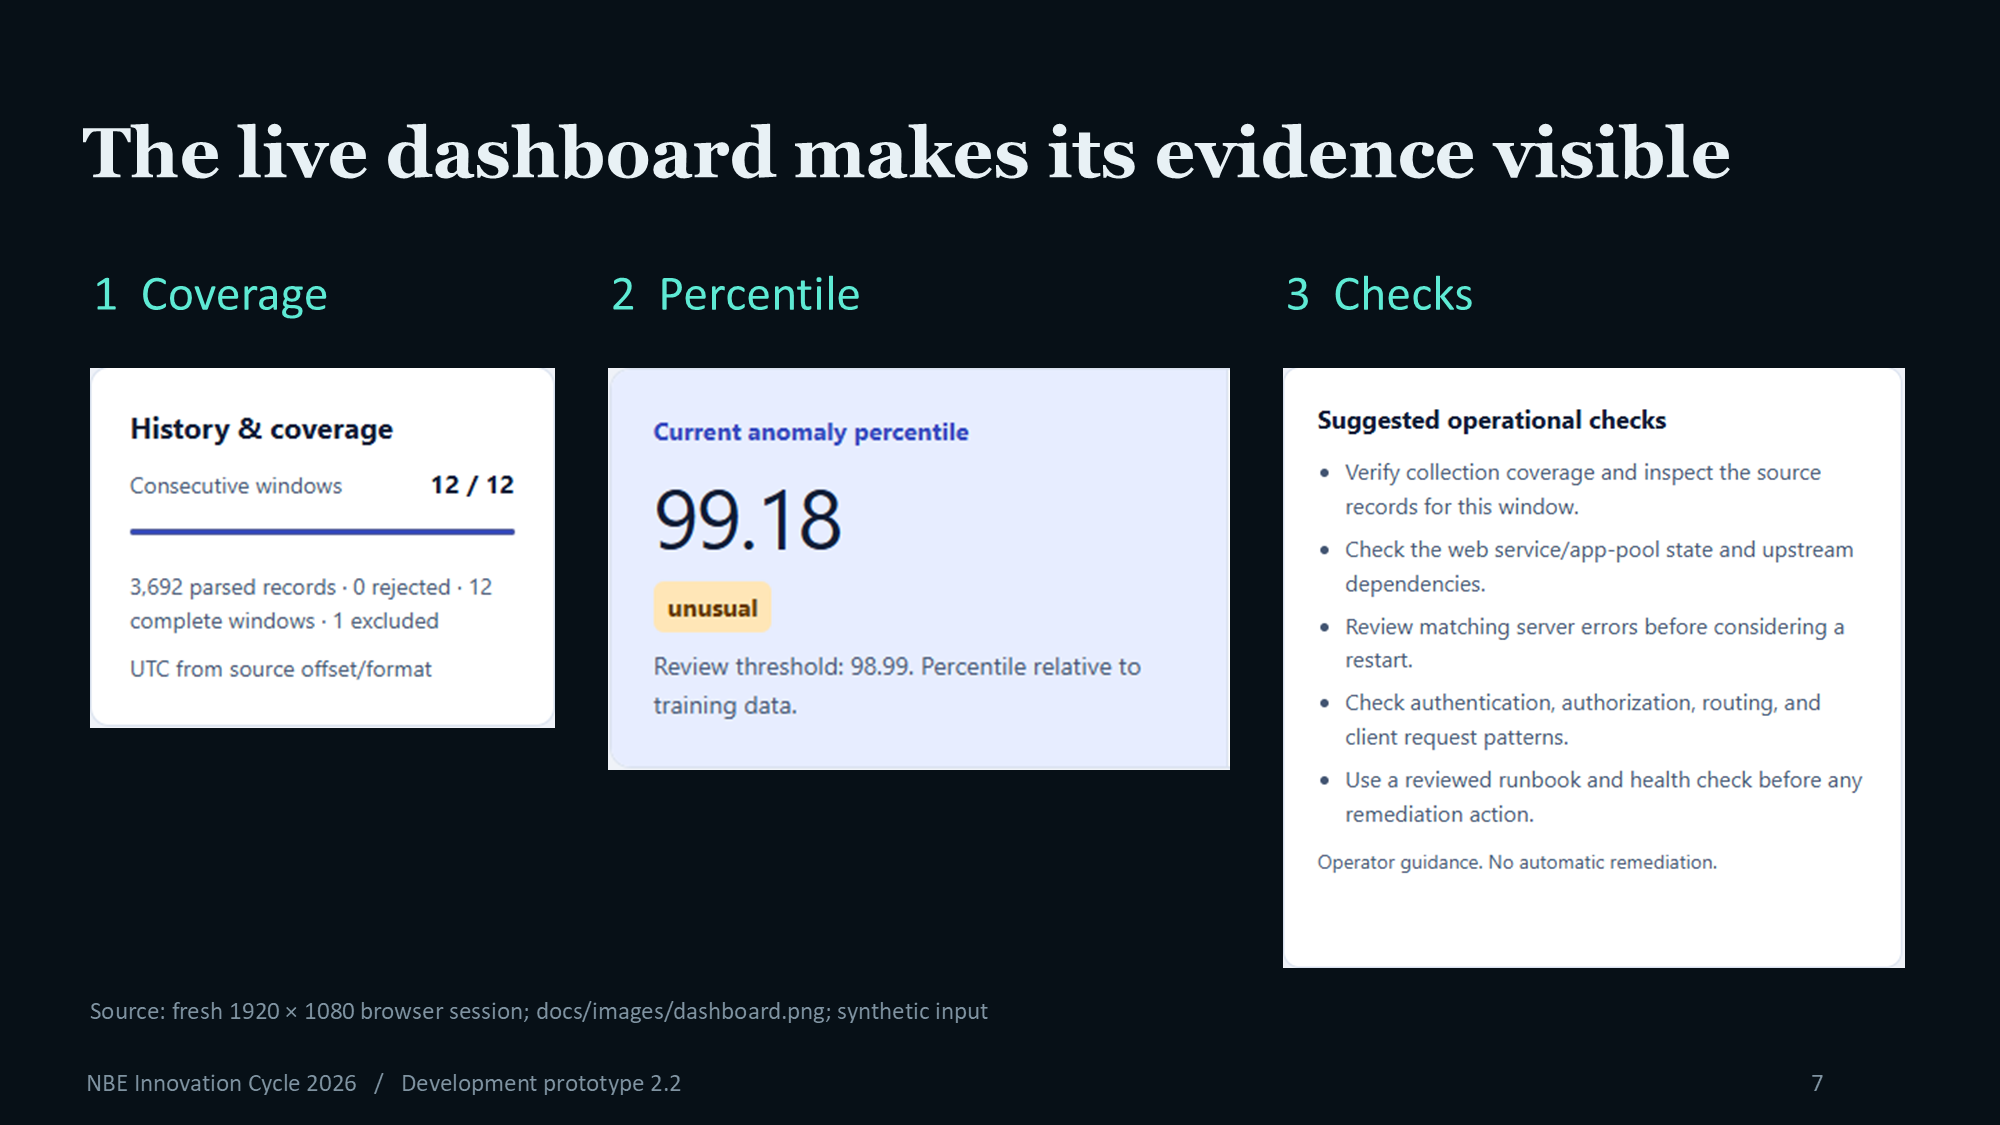 The live dashboard makes its evidence visible
1 Coverage
History & coverage
Consecutive windows 12 / 12
3,692 parsed records · 0 rejected · 12
complete windows · 1 excluded
UTC from source offset/format
2 Percentile
Current anomaly percentile
99.18
unusual
Review threshold: 98.99. Percentile relative to
training data.
3 Checks
Suggested operational checks
• Verify collection coverage and inspect the source
records for this window.
• Check the web service/app-pool state and upstream
dependencies.
• Review matching server errors before considering a
restart.
• Check authentication, authorization, routing, and
client request patterns.
• Use a reviewed runbook and health check before any
remediation action.
Operator guidance. No automatic remediation.
Source: fresh 1920 × 1080 browser session; docs/images/dashboard.png; synthetic input
NBE Innovation Cycle 2026 / Development prototype 2.2
7